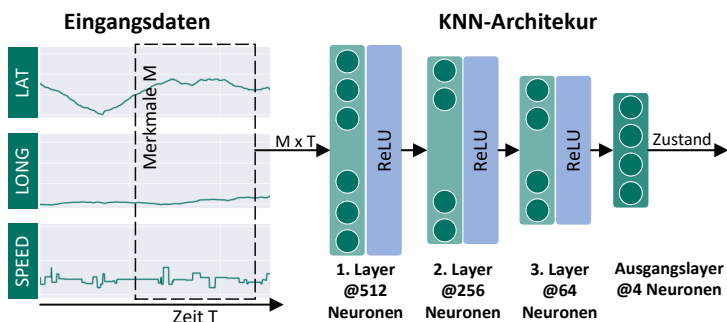 Eingangsdaten
KNN-Architekur
LAT
LONG
SPEED
Merkmale M
Zeit T
M x T
ReLU
ReLU
ReLU
Zustand
1. Layer
@512
Neuronen
2. Layer
@256
Neuronen
3. Layer
@64
Neuronen
Ausgangslayer
@4 Neuronen